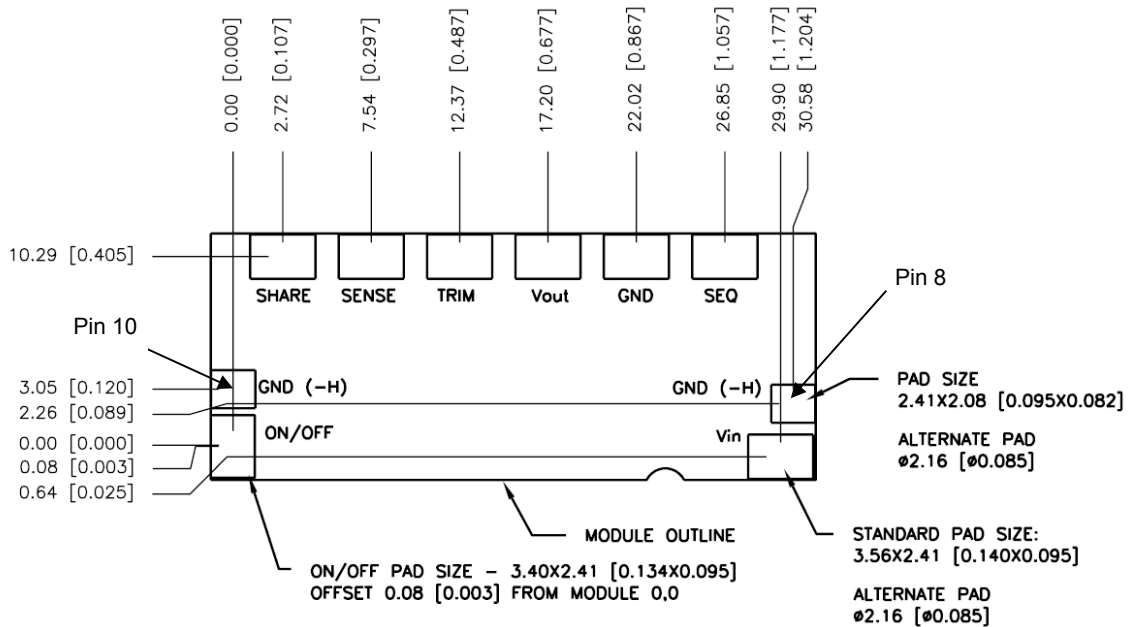 0.00 [0.000]
2.72 [0.107]
7.54 [0.297]
12.37 [0.487]
17.20 [0.677]
22.02 [0.867]
26.85 [1.057]
29.90 [1.177]
30.58 [1.204]
10.29 [0.405]
SHARE
SENSE
TRIM
Vout
GND
SEQ
Pin 8
Pin 10
3.05 [0.120]
GND (-H)
GND (-H)
PAD SIZE
2.41X2.08 [0.095X0.082]
2.26 [0.089]
0.00 [0.000]
ON/OFF
Vin
ALTERNATE PAD
ø2.16 [ø0.085]
0.08 [0.003]
0.64 [0.025]
MODULE OUTLINE
STANDARD PAD SIZE:
3.56X2.41 [0.140X0.095]
ON/OFF PAD SIZE - 3.40X2.41 [0.134X0.095]
OFFSET 0.08 [0.003] FROM MODULE 0,0
ALTERNATE PAD
ø2.16 [ø0.085]